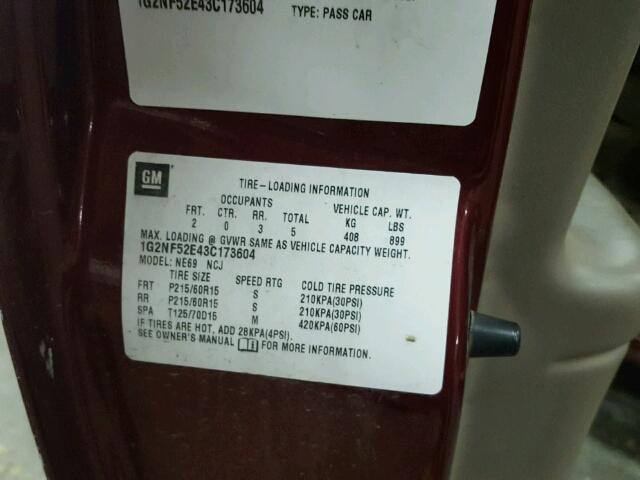 1G2NF52E43C173604
TYPE: PASS CAR
GM
TIRE-LOADING INFORMATION
OCCUPANTS VEHICLE CAP. WT.
FRT. CTR. RR. TOTAL KG LBS
2 0 3 5 408 899
MAX. LOADING @ GVWR SAME AS VEHICLE CAPACITY WEIGHT.
1G2NF52E43C173604
MODEL: NE69 NCJ
TIRE SIZE SPEED RTG COLD TIRE PRESSURE
FRT P215/60R15 S 210KPA(30PSI)
RR P215/60R15 S 210KPA(30PSI)
SPA T125/70D15 M 420KPA(60PSI)
IF TIRES ARE HOT, ADD 28KPA(4PSI).
SEE OWNER'S MANUAL FOR MORE INFORMATION.